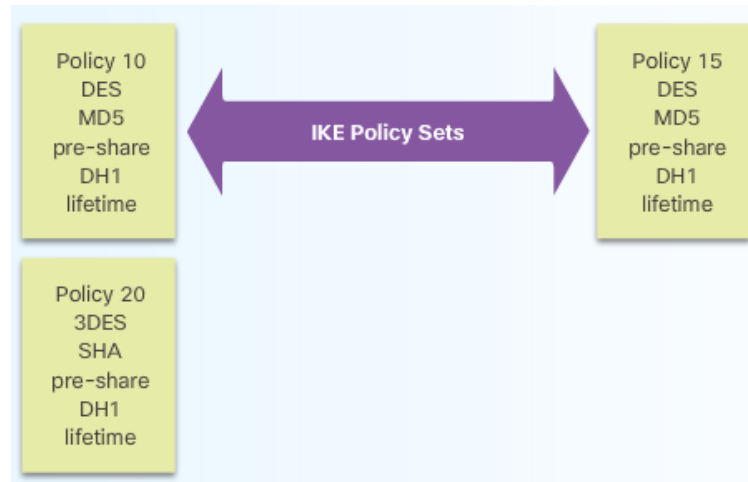 Policy 10
DES
MD5
pre-share
DH1
lifetime
IKE Policy Sets
Policy 15
DES
MD5
pre-share
DH1
lifetime
Policy 20
3DES
SHA
pre-share
DH1
lifetime